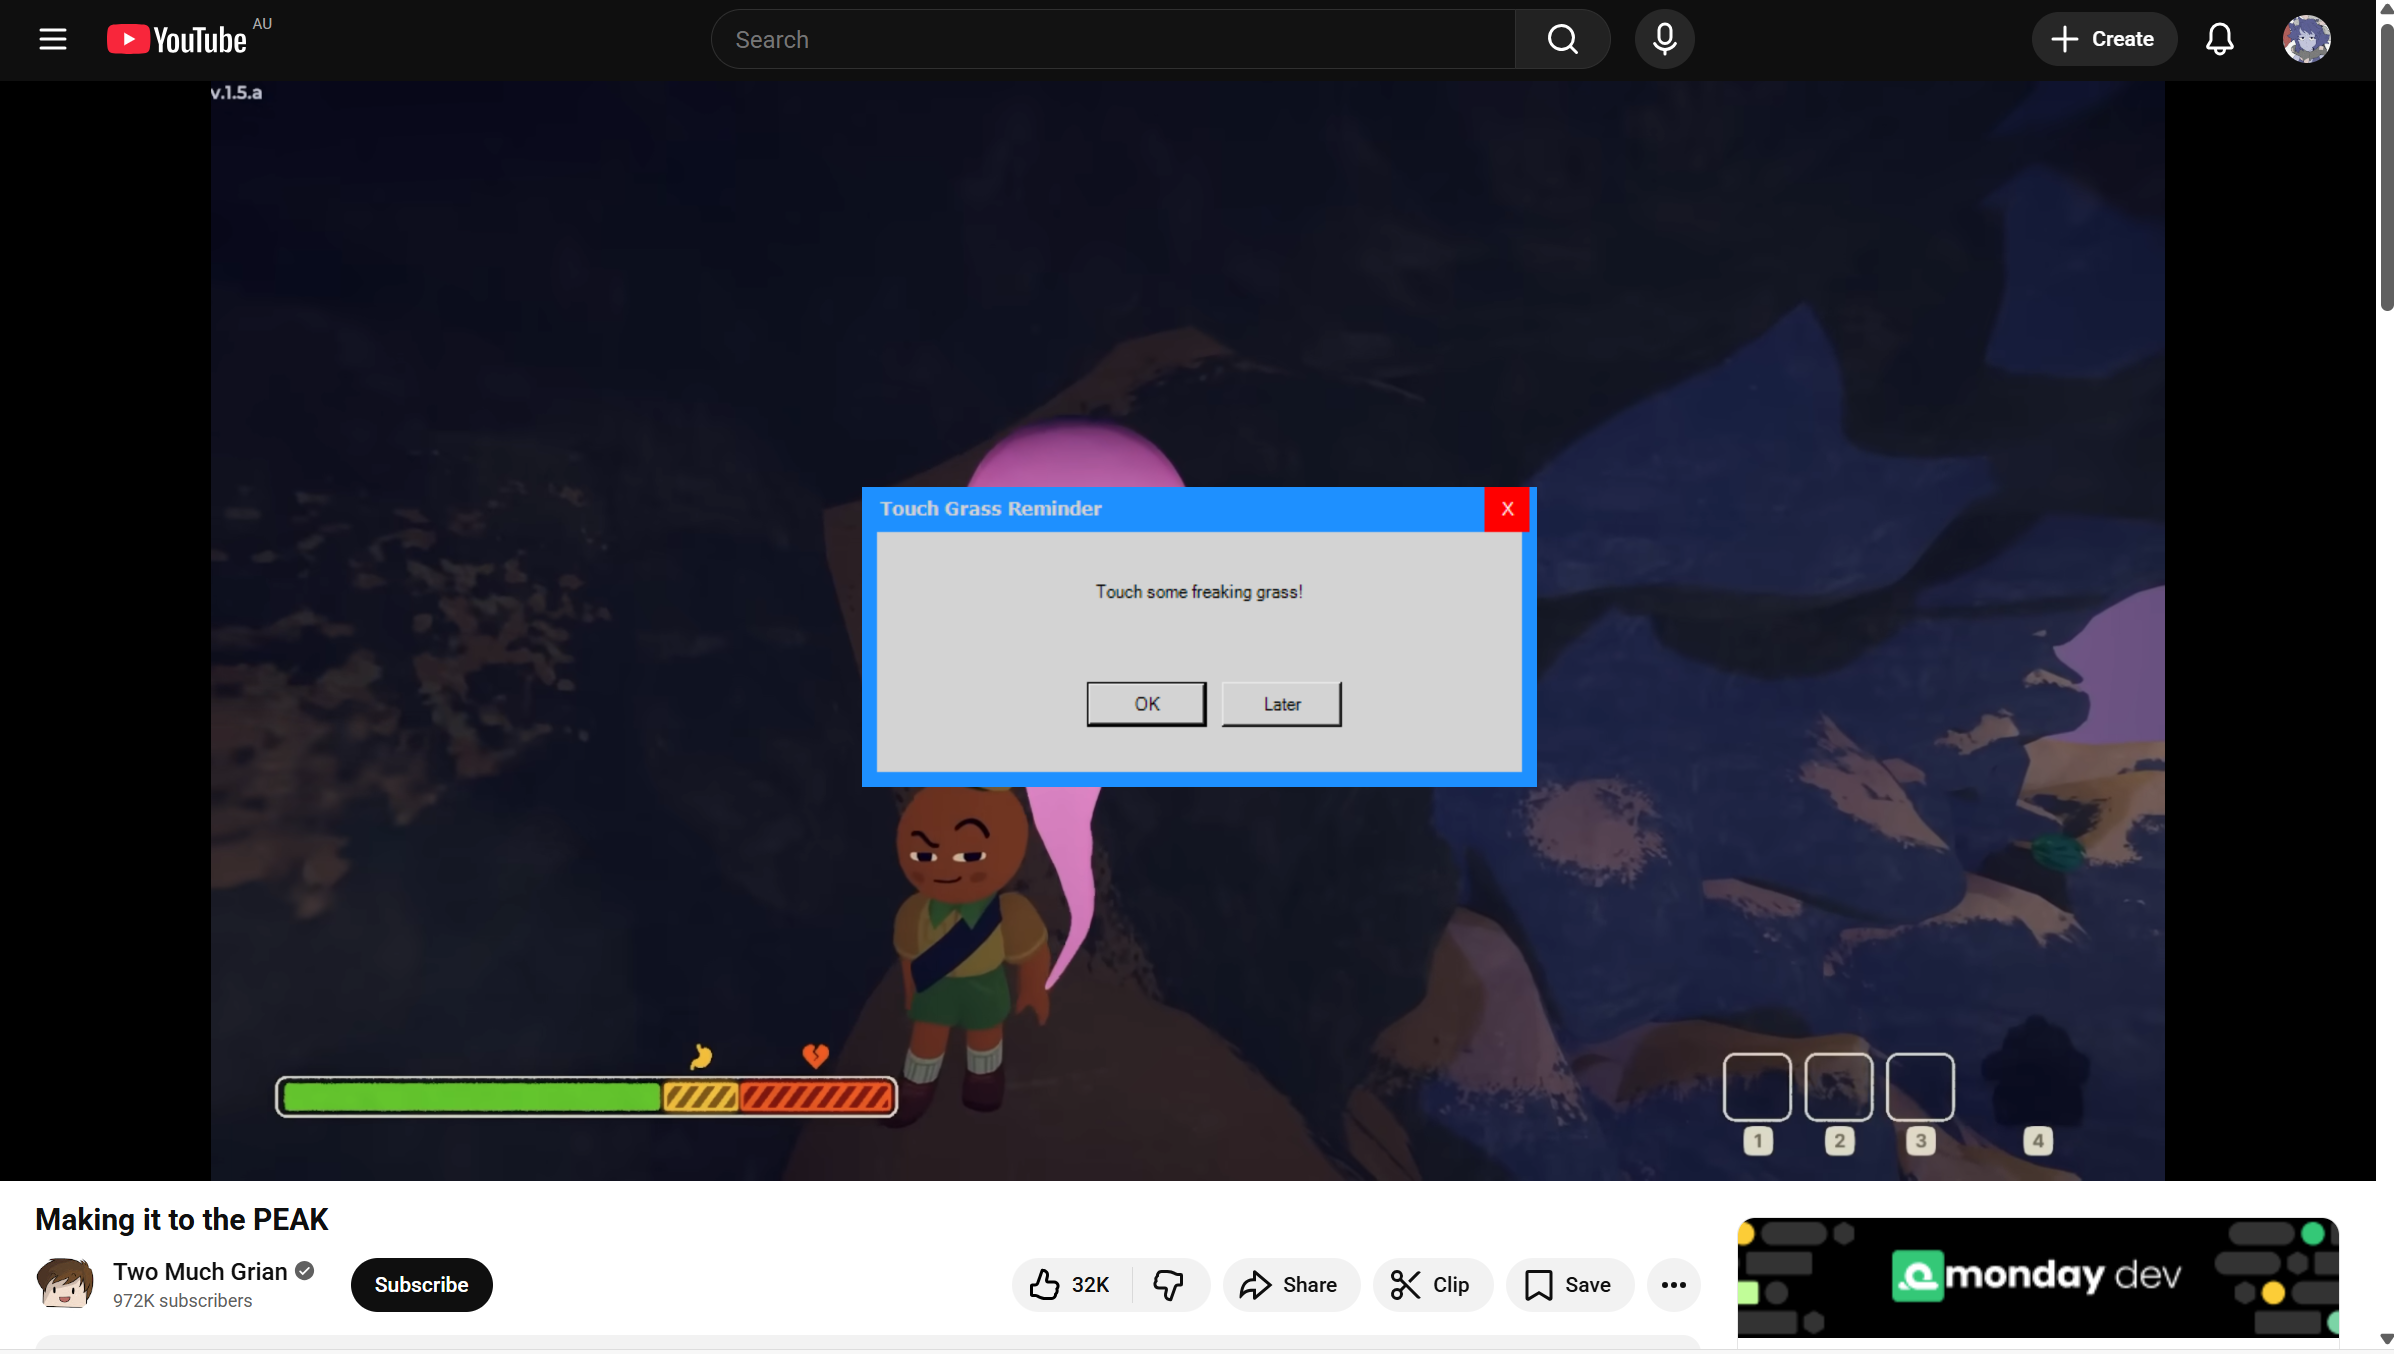 YouTube AU
Search
Create
v.1.5.a
Touch Grass Reminder
X
Touch some freaking grass!
OK
Later
1
2
3
4
Making it to the PEAK
Two Much Grian
972K subscribers
Subscribe
32K
Share
Clip
Save
monday dev